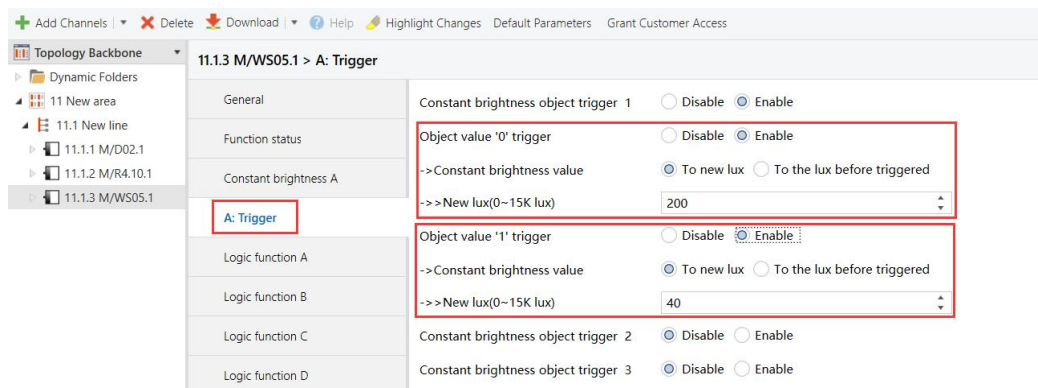 Add Channels Delete Download Help Highlight Changes Default Parameters Grant Customer Access
Topology Backbone
Dynamic Folders
11 New area
11.1 New line
11.1.1 M/D02.1
11.1.2 M/R4.10.1
11.1.3 M/WS05.1
11.1.3 M/WS05.1 > A: Trigger
General
Function status
Constant brightness A
A: Trigger
Logic function A
Logic function B
Logic function C
Logic function D
Constant brightness object trigger 1 Disable Enable
Object value '0' trigger Disable Enable
->Constant brightness value To new lux To the lux before triggered
->>New lux(0~15K lux) 200
Object value '1' trigger Disable Enable
->Constant brightness value To new lux To the lux before triggered
->>New lux(0~15K lux) 40
Constant brightness object trigger 2 Disable Enable
Constant brightness object trigger 3 Disable Enable